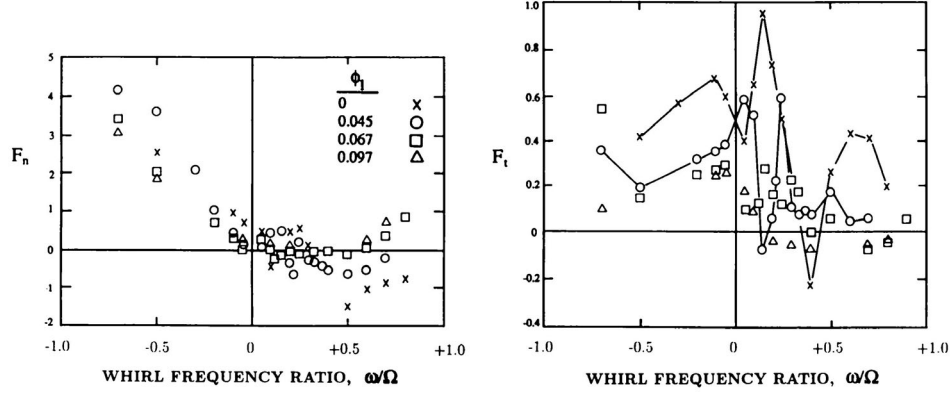 5
4
3
2
1
0
-1
-2
F_n
-1.0 -0.5 0 +0.5 +1.0
WHIRL FREQUENCY RATIO, ω/Ω
ϕ_1
0
0.045
0.067
0.097
1.0
0.8
0.6
0.4
0.2
0
-0.2
-0.4
F_t
-1.0 -0.5 0 +0.5 +1.0
WHIRL FREQUENCY RATIO, ω/Ω